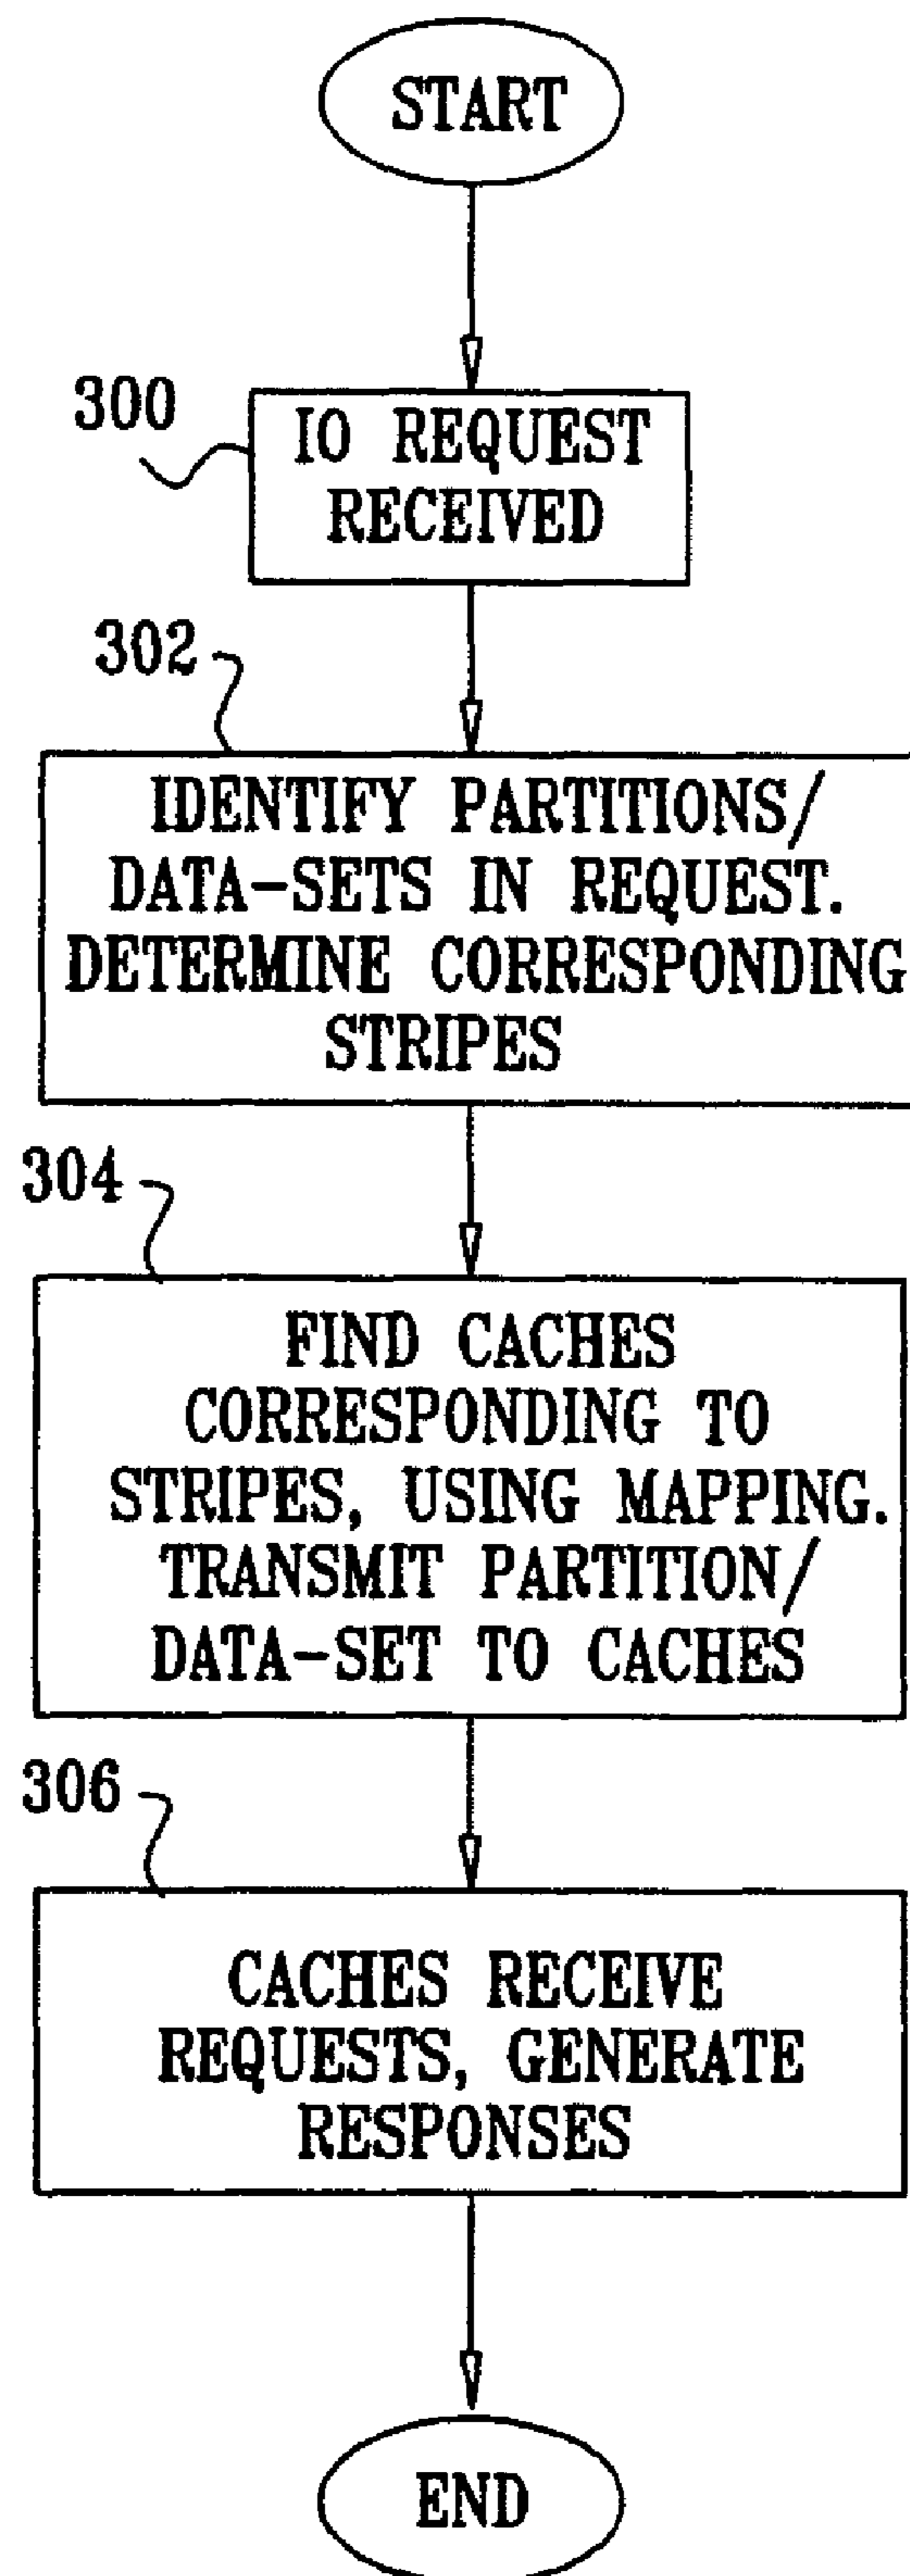 START
300
IO REQUEST
RECEIVED
302
IDENTIFY PARTITIONS/
DATA-SETS IN REQUEST.
DETERMINE CORRESPONDING
STRIPES
304
FIND CACHES
CORRESPONDING TO
STRIPES, USING MAPPING.
TRANSMIT PARTITION/
DATA-SET TO CACHES
306
CACHES RECEIVE
REQUESTS, GENERATE
RESPONSES
END